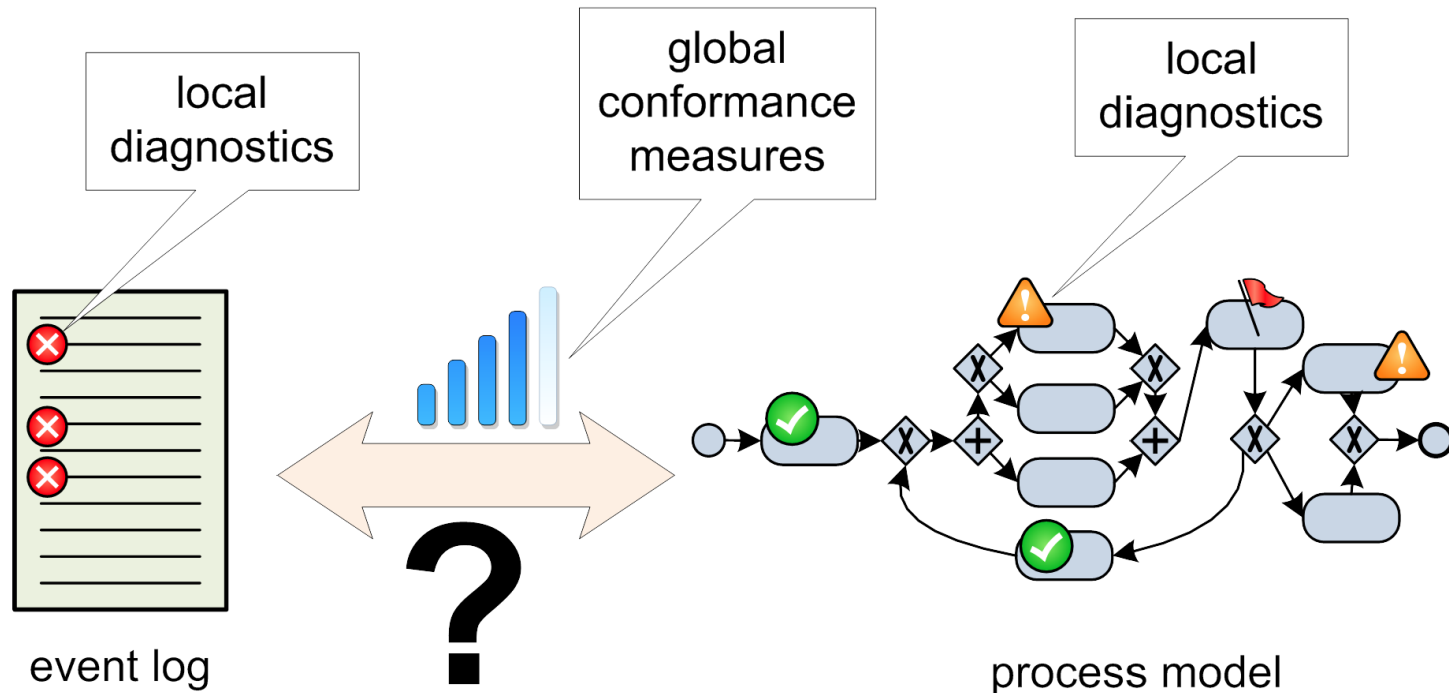 local
diagnostics
global
conformance
measures
local
diagnostics
?
event log
process model